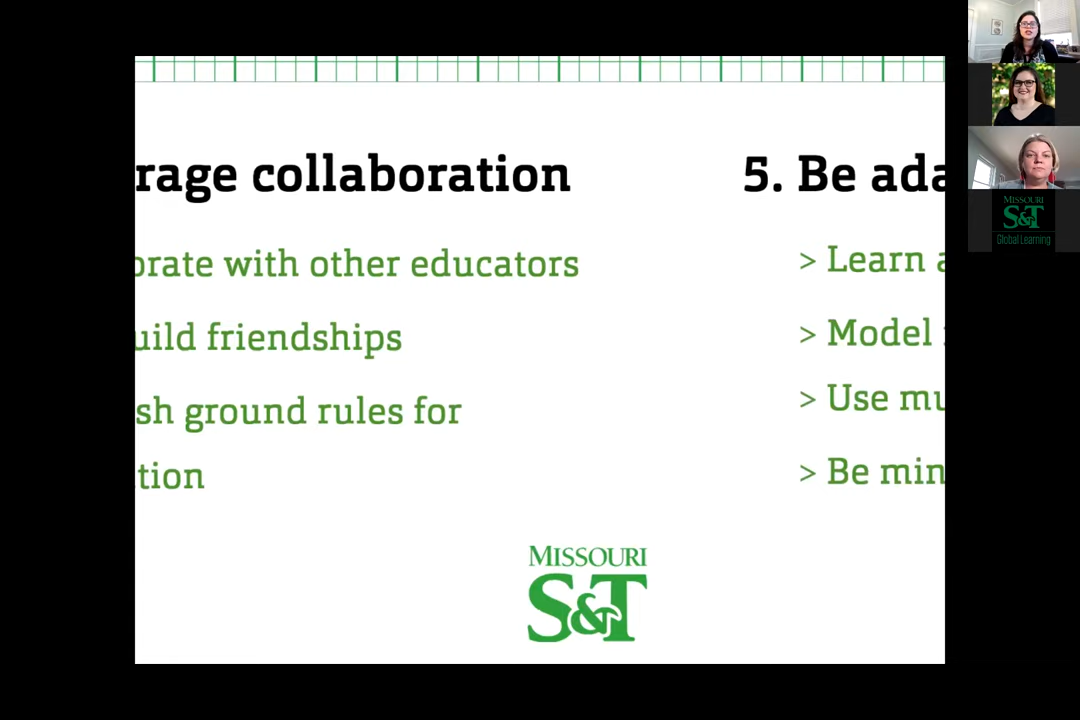 rage collaboration
orate with other educators
uild friendships
sh ground rules for
tion
5. Be ada
> Learn a
> Model
> Use mu
> Be min
MISSOURI
S&T
MISSOURI
S&T
Global Learning